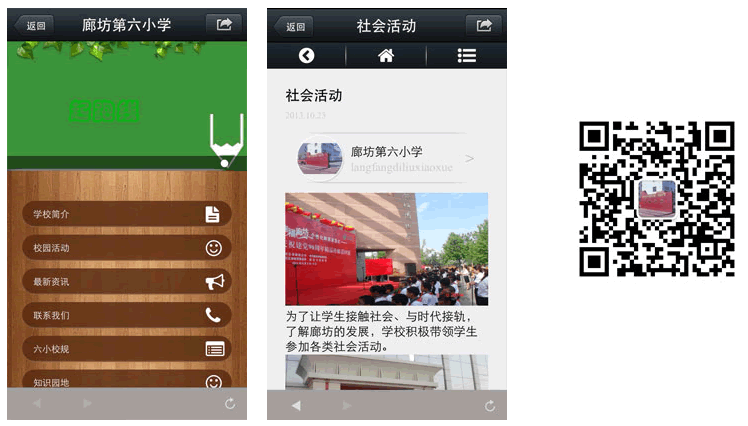 返回
廊坊第六小学
学校简介
校园活动
最新资讯
联系我们
六小校规
知识园地
返回
社会活动
社会活动
2013.10.23
廊坊第六小学
langfangdiliuxiaoxue
>
为了让学生接触社会、与时代接轨，
了解廊坊的发展，学校积极带领学生
参加各类社会活动。